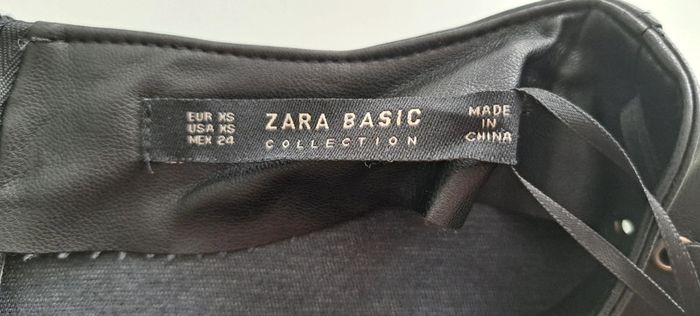 EUR XS
USA XS
MEX 24
ZARA BASIC
COLLECTION
MADE
IN
CHINA